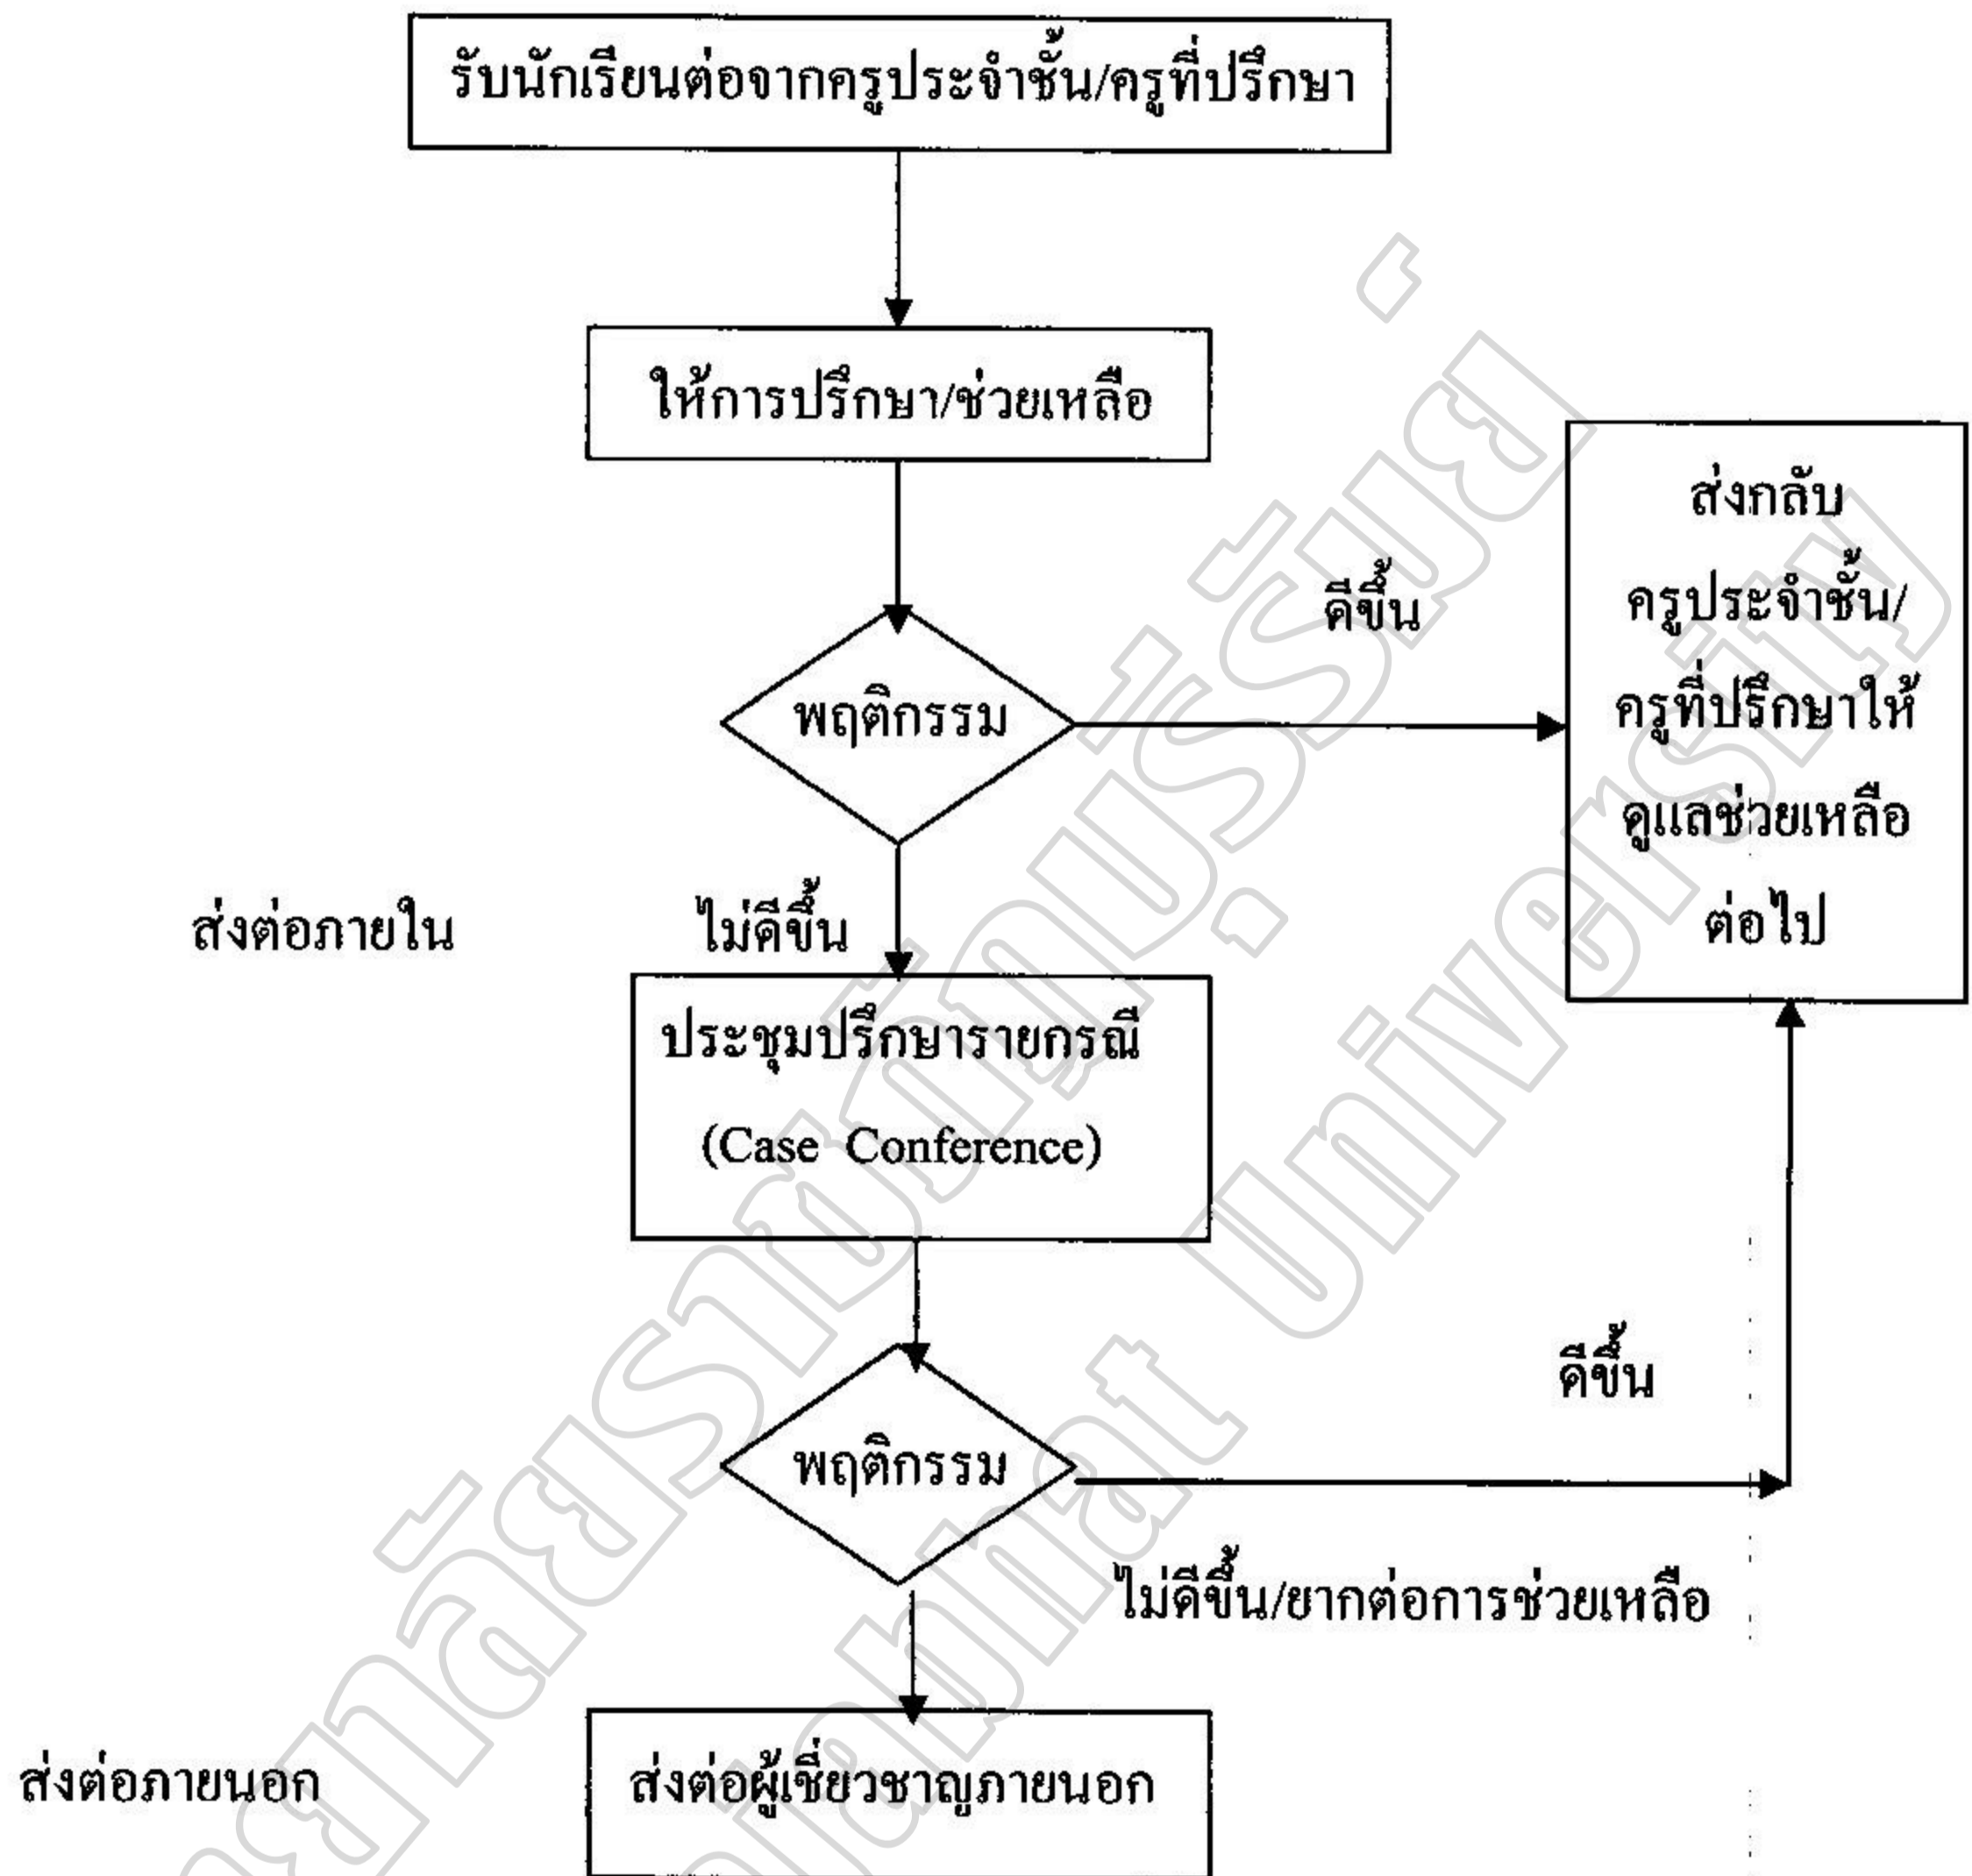 รับนักเรียนต่อจากครูประจำชั้น/ครูที่ปรึกษา
ให้การปรึกษา/ช่วยเหลือ
พฤติกรรม
ดีขึ้น
ส่งกลับ
ครูประจำชั้น/
ครูที่ปรึกษาให้
ดูแลช่วยเหลือ
ต่อไป
ส่งต่อภายใน
ไม่ดีขึ้น
ประชุมปรึกษารายกรณี
(Case Conference)
พฤติกรรม
ดีขึ้น
ไม่ดีขึ้น/ยากต่อการช่วยเหลือ
ส่งต่อภายนอก
ส่งต่อผู้เชี่ยวชาญภายนอก
University